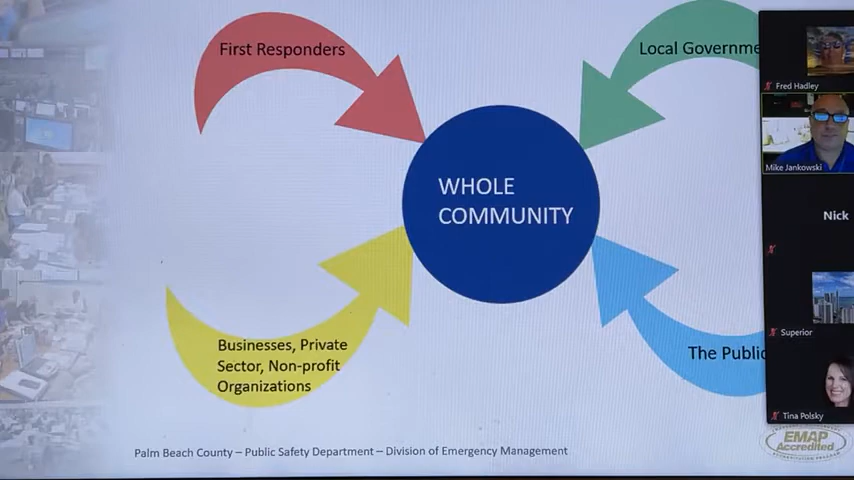 First Responders
Local Governme
Fred Hadley
Mike Jankowski
WHOLE
COMMUNITY
Nick
Superior
Businesses, Private
Sector, Non-profit
Organizations
The Public
Tina Polsky
Palm Beach County – Public Safety Department – Division of Emergency Management
EMAP
Accredited